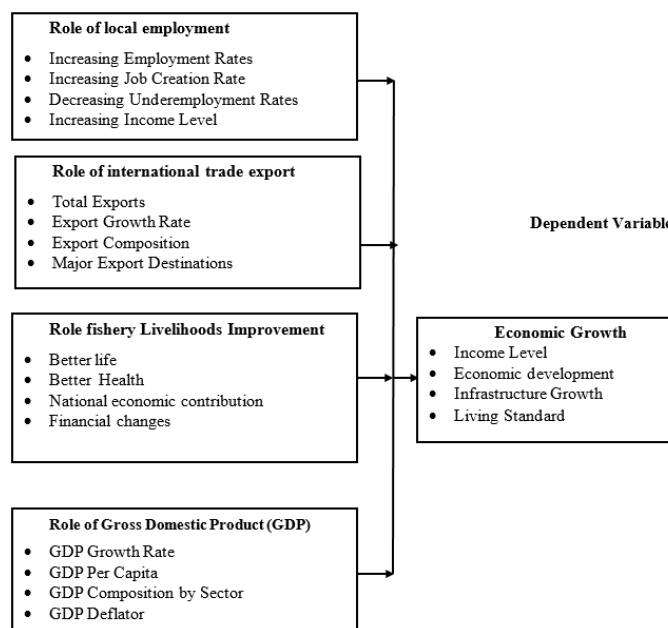 Role of local employment
• Increasing Employment Rates
• Increasing Job Creation Rate
• Decreasing Underemployment Rates
• Increasing Income Level
Role of international trade export
• Total Exports
• Export Growth Rate
• Export Composition
• Major Export Destinations
Dependent Variable
Role fishery Livelihoods Improvement
• Better life
• Better Health
• National economic contribution
• Financial changes
Economic Growth
• Income Level
• Economic development
• Infrastructure Growth
• Living Standard
Role of Gross Domestic Product (GDP)
• GDP Growth Rate
• GDP Per Capita
• GDP Composition by Sector
• GDP Deflator